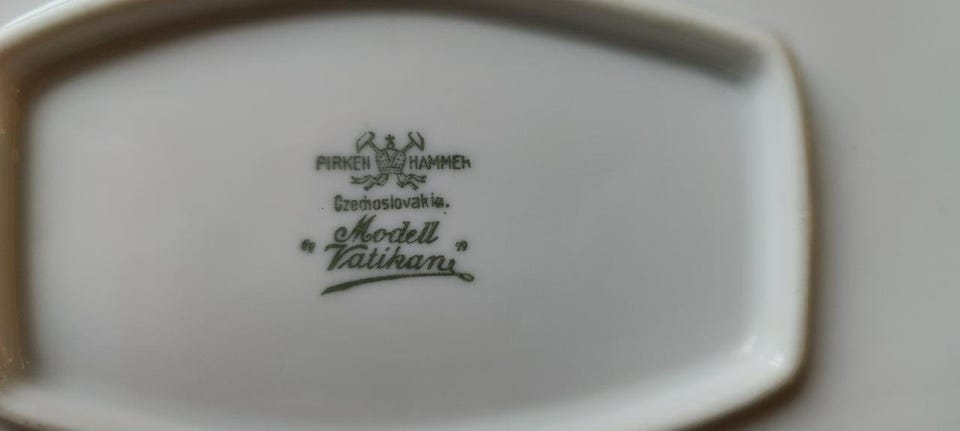 PIRKEN HAMMER
Czechoslovakia.
„Modell
Vatikan”